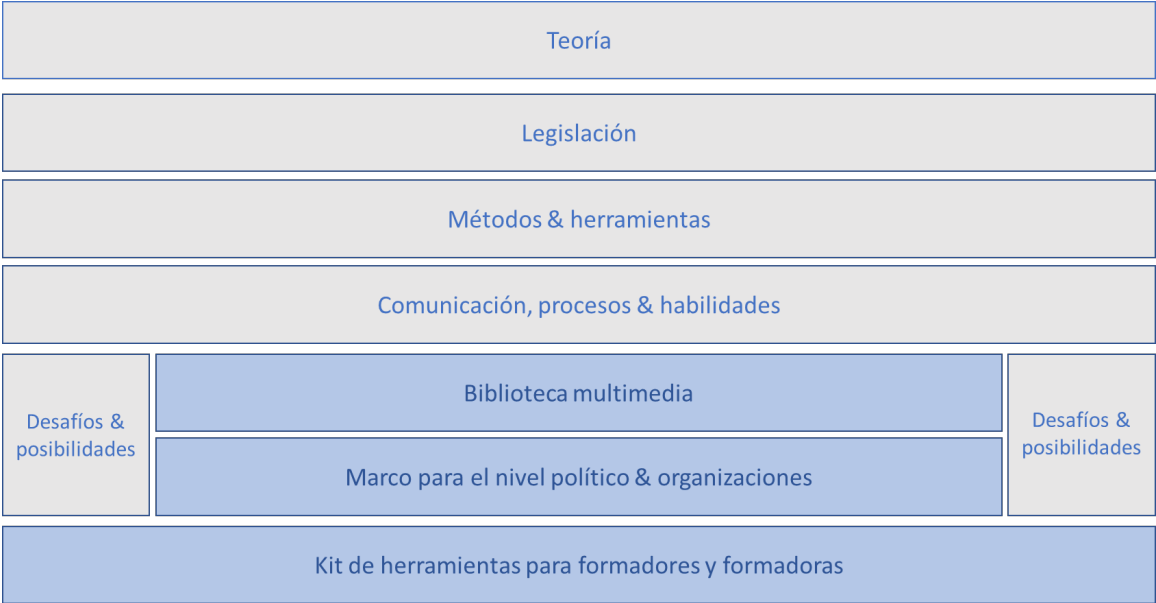 Teoría
Legislación
Métodos & herramientas
Comunicación, procesos & habilidades
Desafíos &
posibilidades
Biblioteca multimedia
Marco para el nivel político & organizaciones
Desafíos &
posibilidades
Kit de herramientas para formadores y formadoras